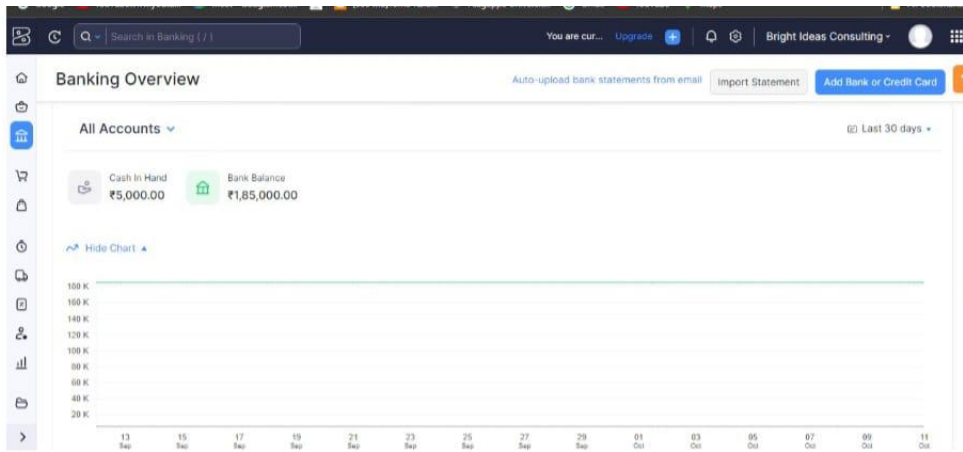 Search in Banking ( / )
You are cur... Upgrade
Bright Ideas Consulting
Banking Overview
Auto-upload bank statements from email
Import Statement
Add Bank or Credit Card
All Accounts
Last 30 days
Cash In Hand
₹5,000.00
Bank Balance
₹1,85,000.00
Hide Chart
180 K
160 K
140 K
120 K
100 K
80 K
60 K
40 K
20 K
13 Sep
15 Sep
17 Sep
19 Sep
21 Sep
23 Sep
25 Sep
27 Sep
29 Sep
01 Oct
03 Oct
05 Oct
07 Oct
09 Oct
11 Oct